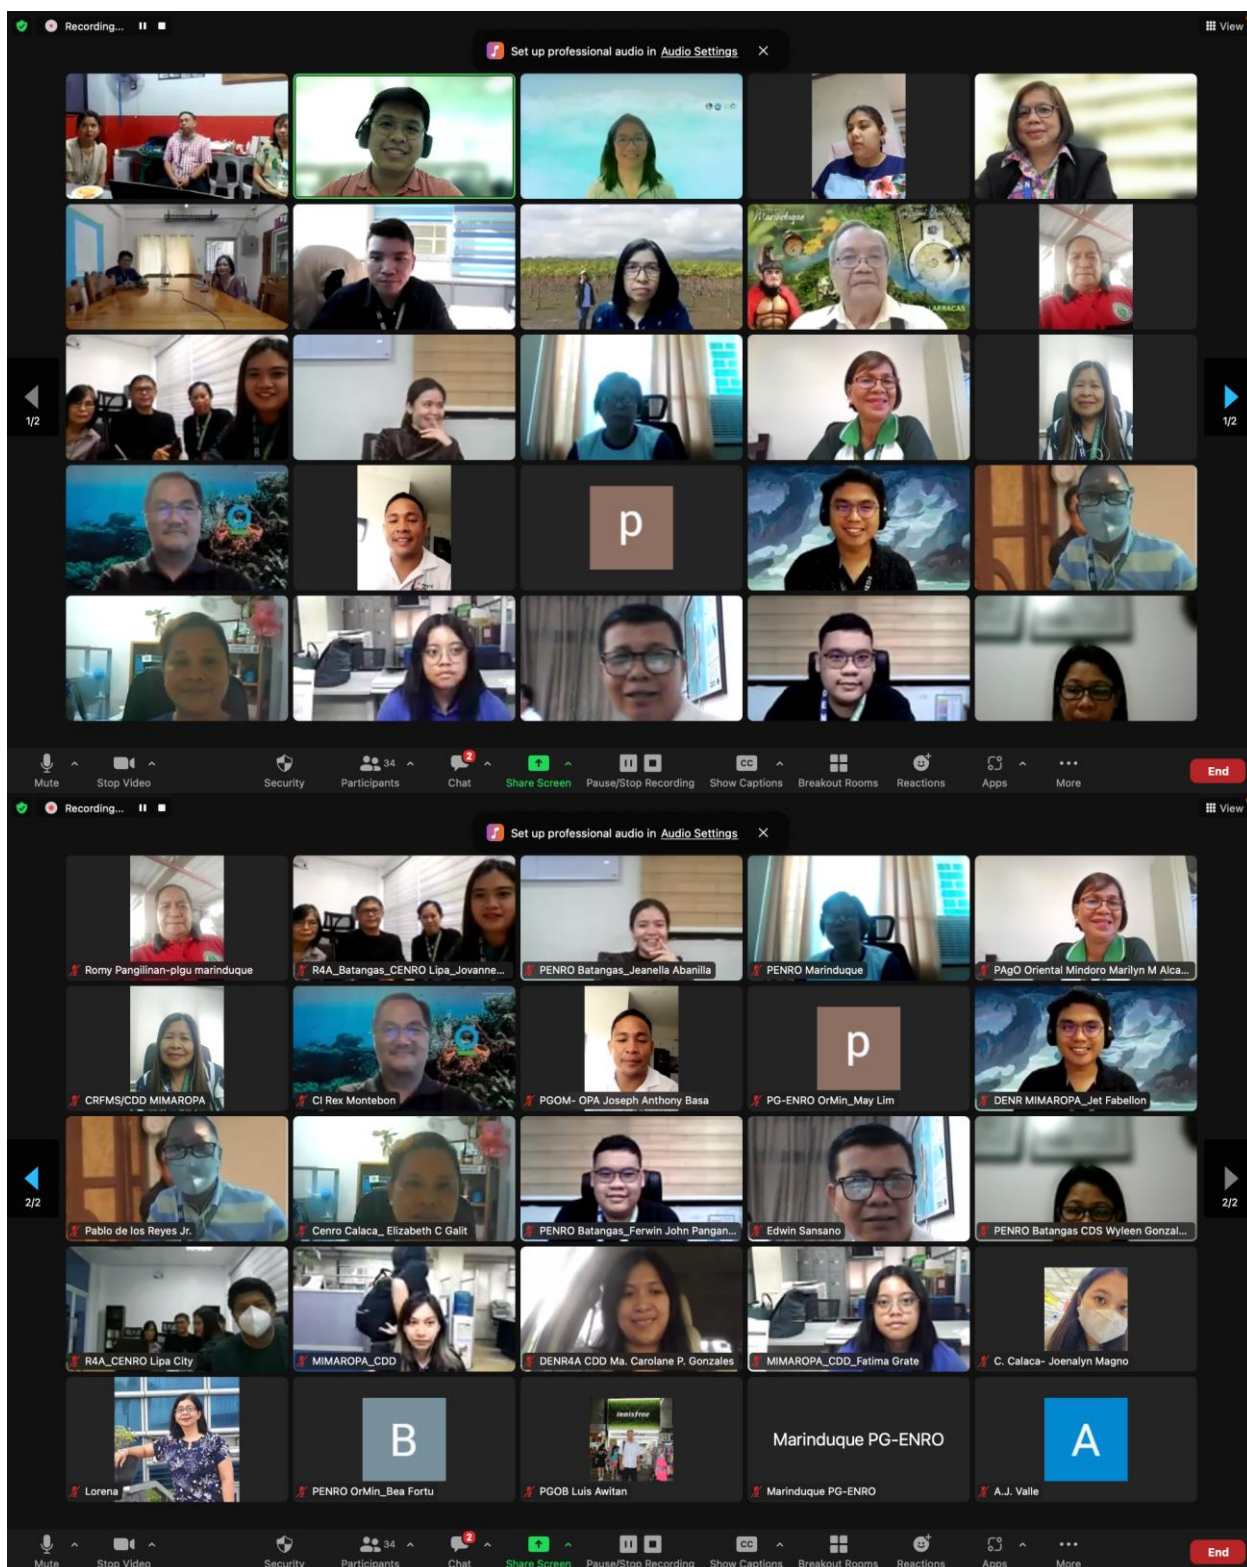 Recording...
View
Set up professional audio in Audio Settings
Marinduque
LARRACAS
1/2
1/2
p
Mute
Stop Video
Security
Participants
34
Chat
2
Share Screen
Pause/Stop Recording
CC
Show Captions
Breakout Rooms
Reactions
Apps
More
End
Recording...
View
Set up professional audio in Audio Settings
Romy Pangilinan-plgu marinduque
R4A_Batangas_CENRO Lipa_Jovanne...
PENRO Batangas_Jeanella Abanilla
PENRO Marinduque
PAgO Oriental Mindoro Marilyn M Alca...
p
CRFMS/CDD MIMAROPA
CI Rex Montebon
PGOM- OPA Joseph Anthony Basa
PG-ENRO OrMin_May Lim
DENR MIMAROPA_Jet Fabellon
2/2
2/2
Pablo de los Reyes Jr.
Cenro Calaca_ Elizabeth C Galit
PENRO Batangas_Ferwin John Pangan...
Edwin Sansano
PENRO Batangas CDS Wyleen Gonzal...
R4A_CENRO Lipa City
MIMAROPA_CDD
DENR4A CDD Ma. Carolane P. Gonzales
MIMAROPA_CDD_Fatima Grate
C. Calaca- Joenalyn Magno
innisfree
B
Marinduque PG-ENRO
A
Lorena
PENRO OrMin_Bea Fortu
PGOB Luis Awitan
Marinduque PG-ENRO
A.J. Valle
Mute
Stop Video
Security
Participants
34
Chat
2
Share Screen
Pause/Stop Recording
CC
Show Captions
Breakout Rooms
Reactions
Apps
More
End